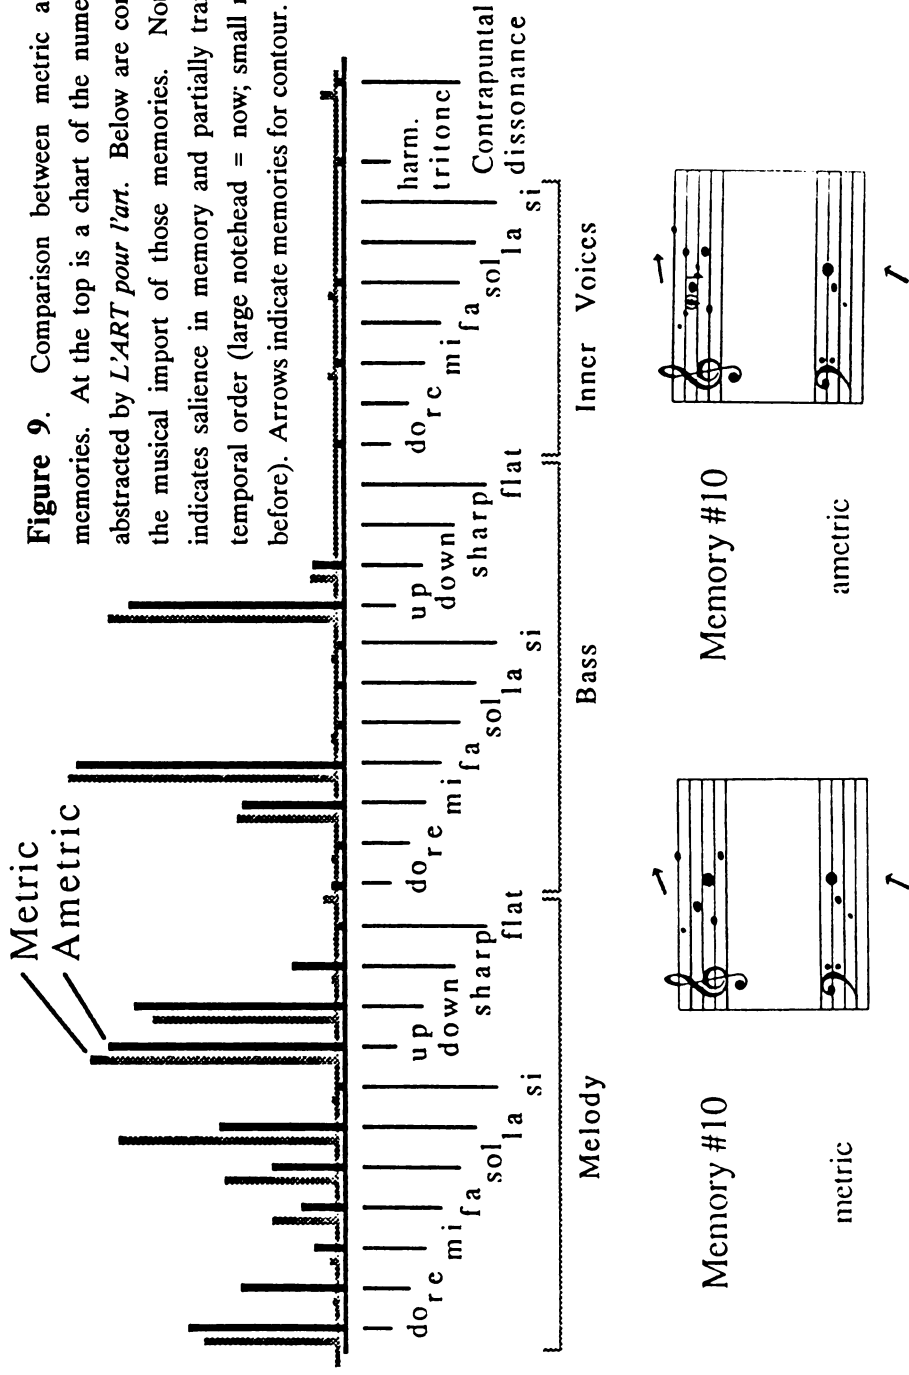 Figure 9. Comparison between metric a
memories. At the top is a chart of the nume
abstracted by L'ART pour l'art. Below are co
the musical import of those memories. No
indicates salience in memory and partially tra
temporal order (large notehead = now; small
before). Arrows indicate memories for contour.
Metric
Ametric
do re mi fa sol la si up down sharp flat
do re mi fa sol la si up down sharp flat
do re mi fa sol la si
harm. tritone
Contrapuntal dissonance
Melody
Bass
Inner Voices
Memory #10
metric
Memory #10
ametric